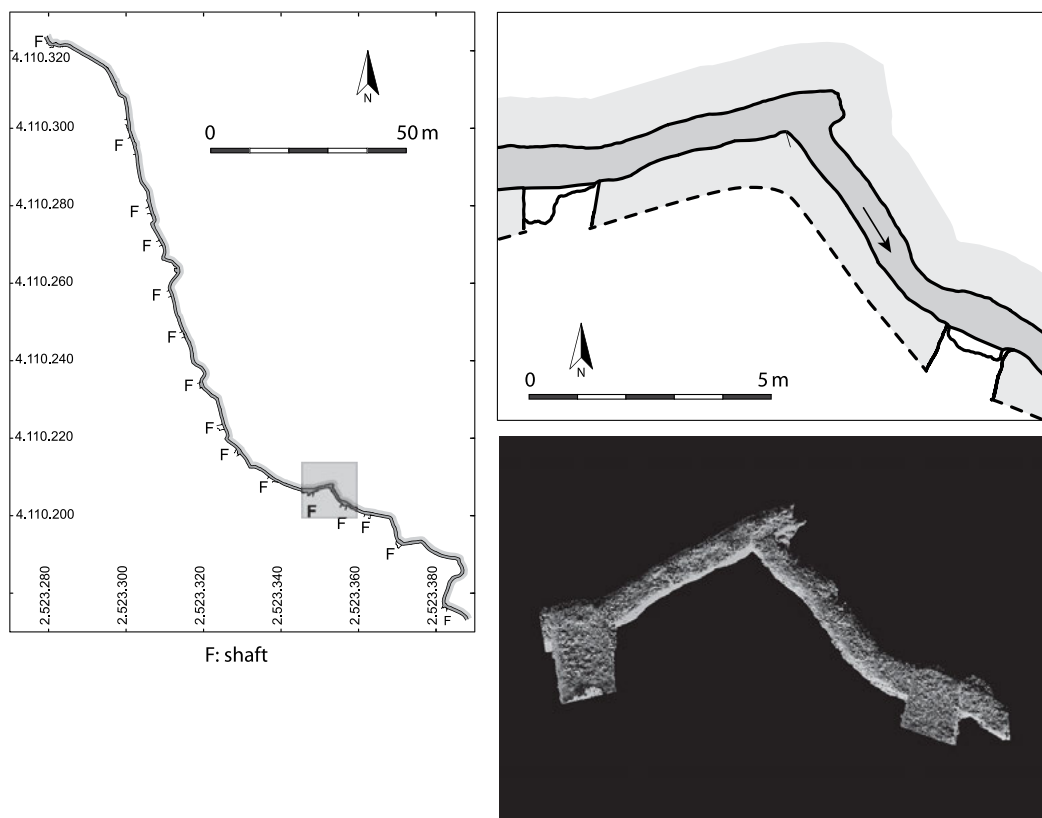 F
4.110.320
N
0 50 m
4.110.300
F
4.110.280
F
F
4.110.260
F
F
4.110.240
F
4.110.220
F
F
F
4.110.200
F
F
F
F
F
2.523.280
2.523.300
2.523.320
2.523.340
2.523.360
2.523.380
F: shaft
N
0 5 m